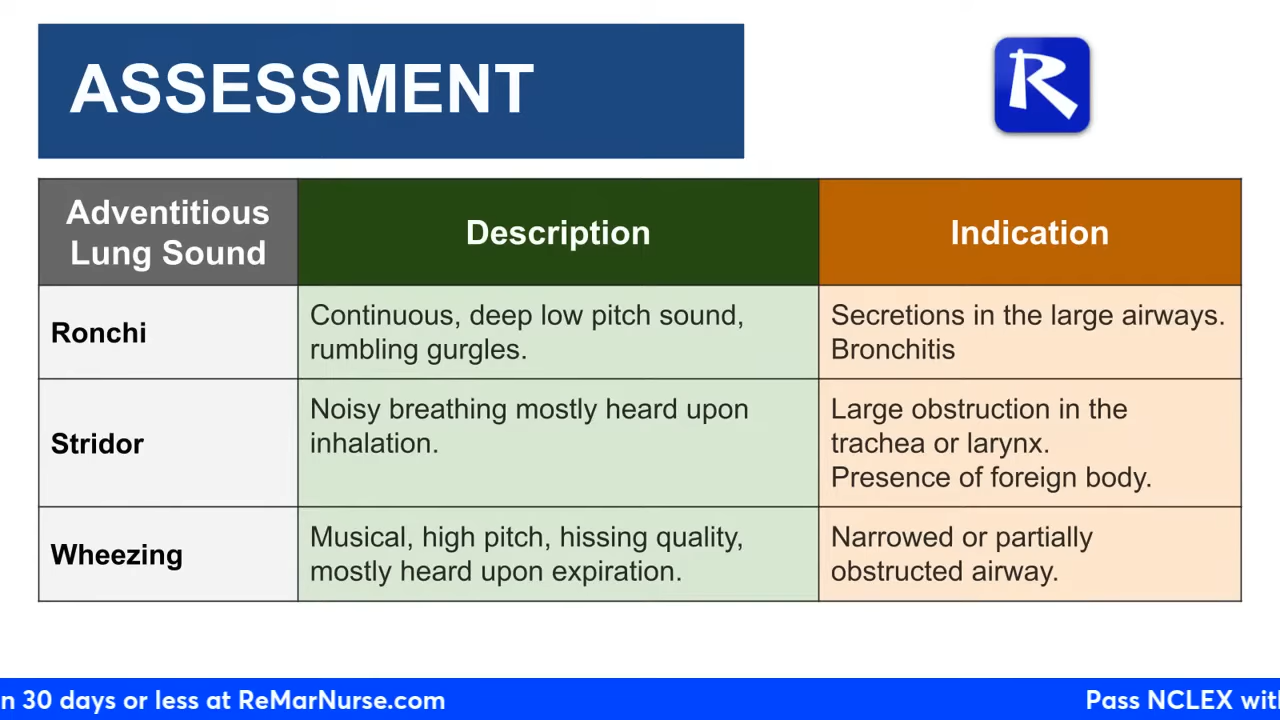 ASSESSMENT
R
Adventitious
Lung Sound
Description
Indication
Ronchi
Continuous, deep low pitch sound,
rumbling gurgles.
Secretions in the large airways.
Bronchitis
Stridor
Noisy breathing mostly heard upon
inhalation.
Large obstruction in the
trachea or larynx.
Presence of foreign body.
Wheezing
Musical, high pitch, hissing quality,
mostly heard upon expiration.
Narrowed or partially
obstructed airway.
n 30 days or less at ReMarNurse.com
Pass NCLEX with